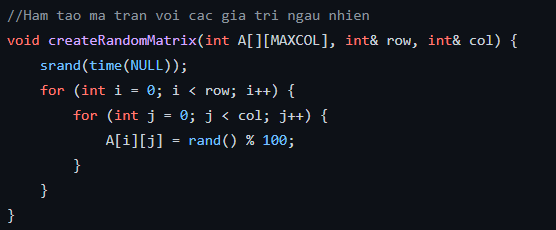 //Ham tao ma tran voi cac gia tri ngau nhien
void createRandomMatrix(int A[][MAXCOL], int& row, int& col) {
    srand(time(NULL));
    for (int i = 0; i < row; i++) {
        for (int j = 0; j < col; j++) {
            A[i][j] = rand() % 100;
        }
    }
}